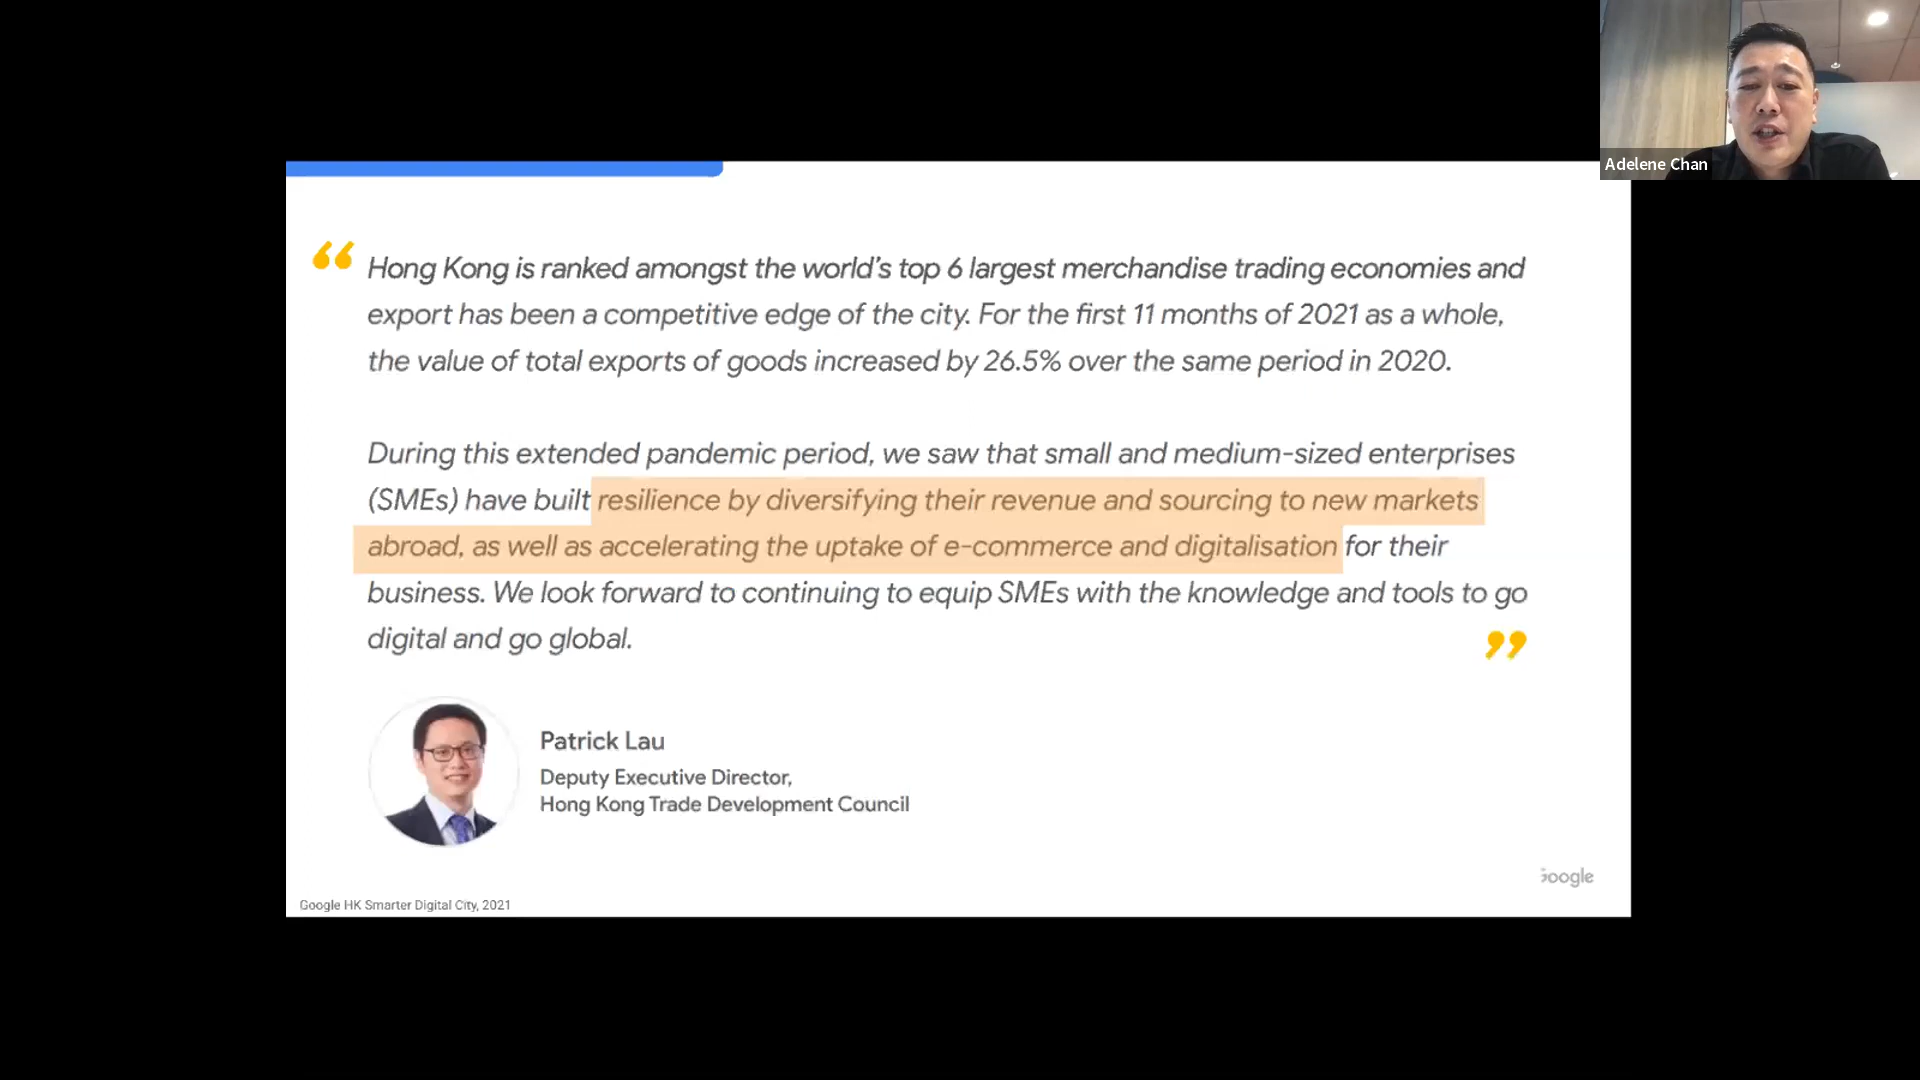 Adelene Chan
“ Hong Kong is ranked amongst the world’s top 6 largest merchandise trading economies and
export has been a competitive edge of the city. For the first 11 months of 2021 as a whole,
the value of total exports of goods increased by 26.5% over the same period in 2020.
During this extended pandemic period, we saw that small and medium-sized enterprises
(SMEs) have built resilience by diversifying their revenue and sourcing to new markets
abroad, as well as accelerating the uptake of e-commerce and digitalisation for their
business. We look forward to continuing to equip SMEs with the knowledge and tools to go
digital and go global. ”
Patrick Lau
Deputy Executive Director,
Hong Kong Trade Development Council
Google
Google HK Smarter Digital City, 2021